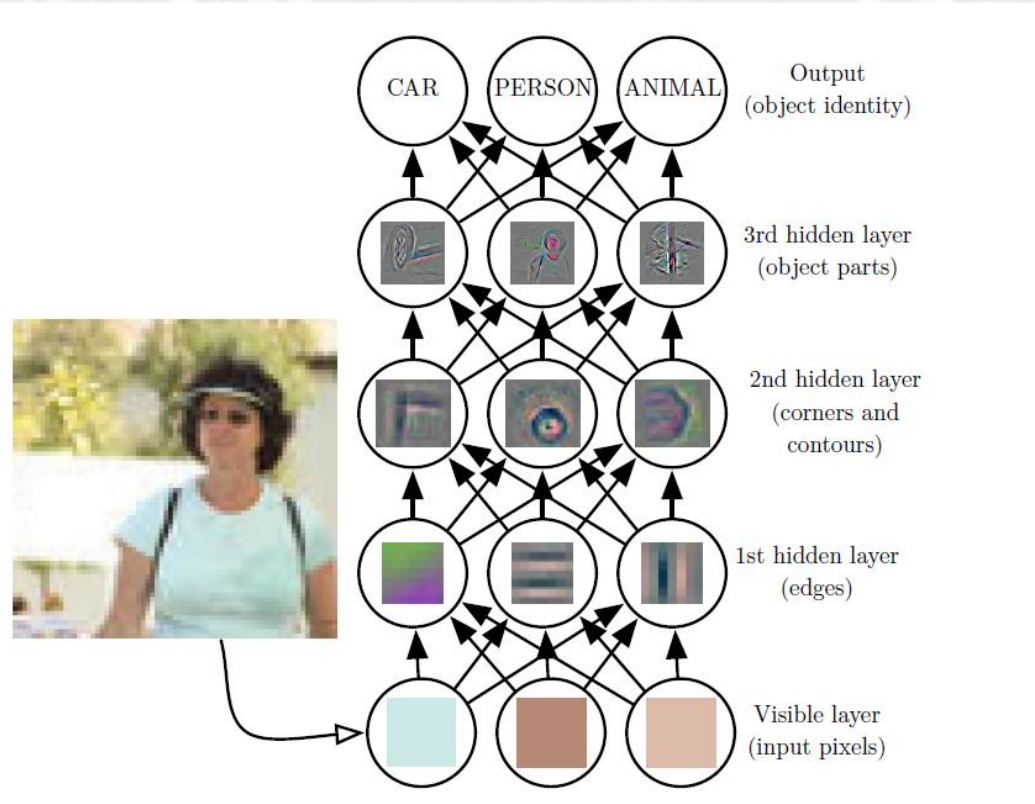 CAR
PERSON
ANIMAL
Output
(object identity)
3rd hidden layer
(object parts)
2nd hidden layer
(corners and
contours)
1st hidden layer
(edges)
Visible layer
(input pixels)